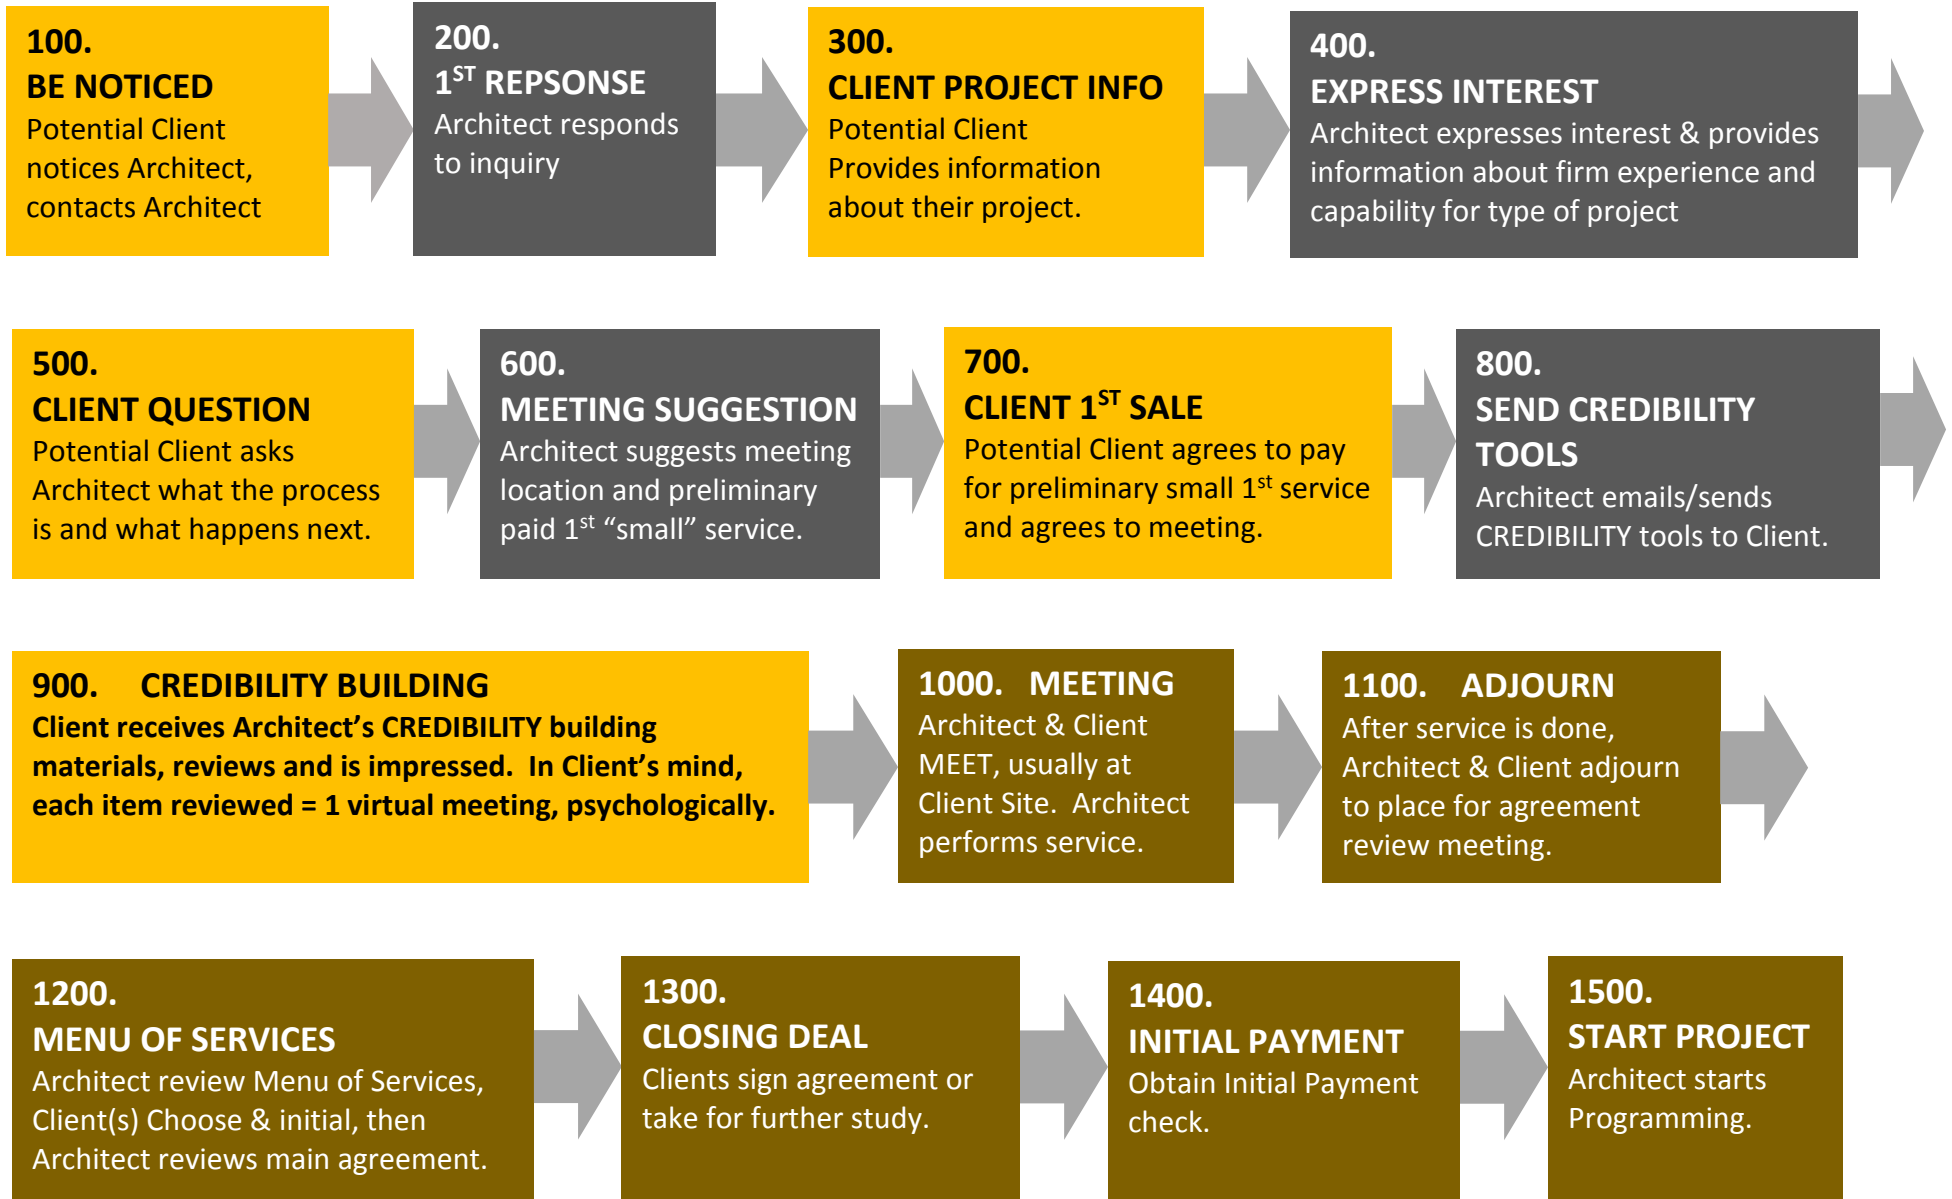 100.
BE NOTICED
Potential Client
notices Architect,
contacts Architect
200.
1ST REPSONSE
Architect responds
to inquiry
300.
CLIENT PROJECT INFO
Potential Client
Provides information
about their project.
400.
EXPRESS INTEREST
Architect expresses interest & provides
information about firm experience and
capability for type of project
500.
CLIENT QUESTION
Potential Client asks
Architect what the process
is and what happens next.
600.
MEETING SUGGESTION
Architect suggests meeting
location and preliminary
paid 1st “small” service.
700.
CLIENT 1ST SALE
Potential Client agrees to pay
for preliminary small 1st service
and agrees to meeting.
800.
SEND CREDIBILITY
TOOLS
Architect emails/sends
CREDIBILITY tools to Client.
900. CREDIBILITY BUILDING
Client receives Architect’s CREDIBILITY building
materials, reviews and is impressed. In Client’s mind,
each item reviewed = 1 virtual meeting, psychologically.
1000. MEETING
Architect & Client
MEET, usually at
Client Site. Architect
performs service.
1100. ADJOURN
After service is done,
Architect & Client adjourn
to place for agreement
review meeting.
1200.
MENU OF SERVICES
Architect review Menu of Services,
Client(s) Choose & initial, then
Architect reviews main agreement.
1300.
CLOSING DEAL
Clients sign agreement or
take for further study.
1400.
INITIAL PAYMENT
Obtain Initial Payment
check.
1500.
START PROJECT
Architect starts
Programming.